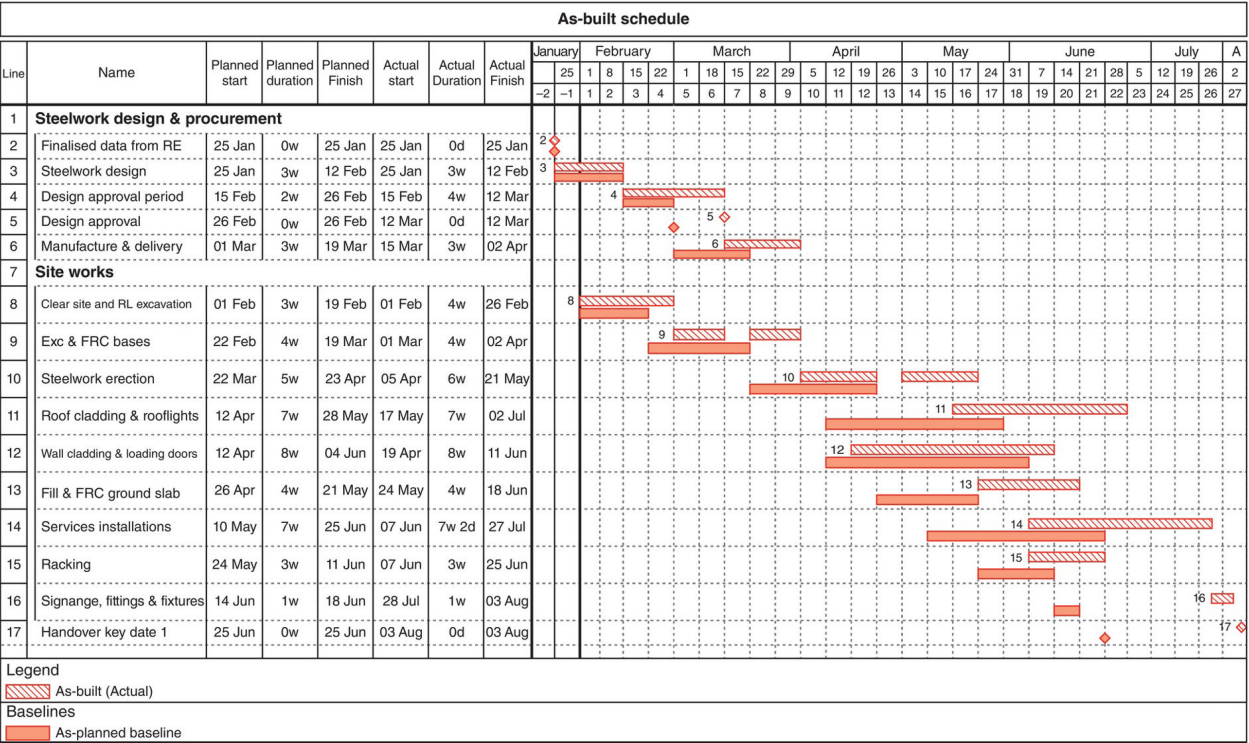 As-built schedule
Line Name Planned start Planned duration Planned Finish Actual start Actual Duration Actual Finish January February March April May June July A
25 1 8 15 22 1 18 15 22 29 5 12 19 26 3 10 17 24 31 7 14 21 28 5 12 19 26 2
–2 –1 1 2 3 4 5 6 7 8 9 10 11 12 13 14 15 16 17 18 19 20 21 22 23 24 25 26 27
1 Steelwork design & procurement
2 Finalised data from RE 25 Jan 0w 25 Jan 25 Jan 0d 25 Jan 2
3 Steelwork design 25 Jan 3w 12 Feb 25 Jan 3w 12 Feb 3
4 Design approval period 15 Feb 2w 26 Feb 15 Feb 4w 12 Mar 4
5 Design approval 26 Feb 0w 26 Feb 12 Mar 0d 12 Mar 5
6 Manufacture & delivery 01 Mar 3w 19 Mar 15 Mar 3w 02 Apr 6
7 Site works
8 Clear site and RL excavation 01 Feb 3w 19 Feb 01 Feb 4w 26 Feb 8
9 Exc & FRC bases 22 Feb 4w 19 Mar 01 Mar 4w 02 Apr 9
10 Steelwork erection 22 Mar 5w 23 Apr 05 Apr 6w 21 May 10
11 Roof cladding & rooflights 12 Apr 7w 28 May 17 May 7w 02 Jul 11
12 Wall cladding & loading doors 12 Apr 8w 04 Jun 19 Apr 8w 11 Jun 12
13 Fill & FRC ground slab 26 Apr 4w 21 May 24 May 4w 18 Jun 13
14 Services installations 10 May 7w 25 Jun 07 Jun 7w 2d 27 Jul 14
15 Racking 24 May 3w 11 Jun 07 Jun 3w 25 Jun 15
16 Signange, fittings & fixtures 14 Jun 1w 18 Jun 28 Jul 1w 03 Aug 16
17 Handover key date 1 25 Jun 0w 25 Jun 03 Aug 0d 03 Aug 17
Legend
As-built (Actual)
Baselines
As-planned baseline